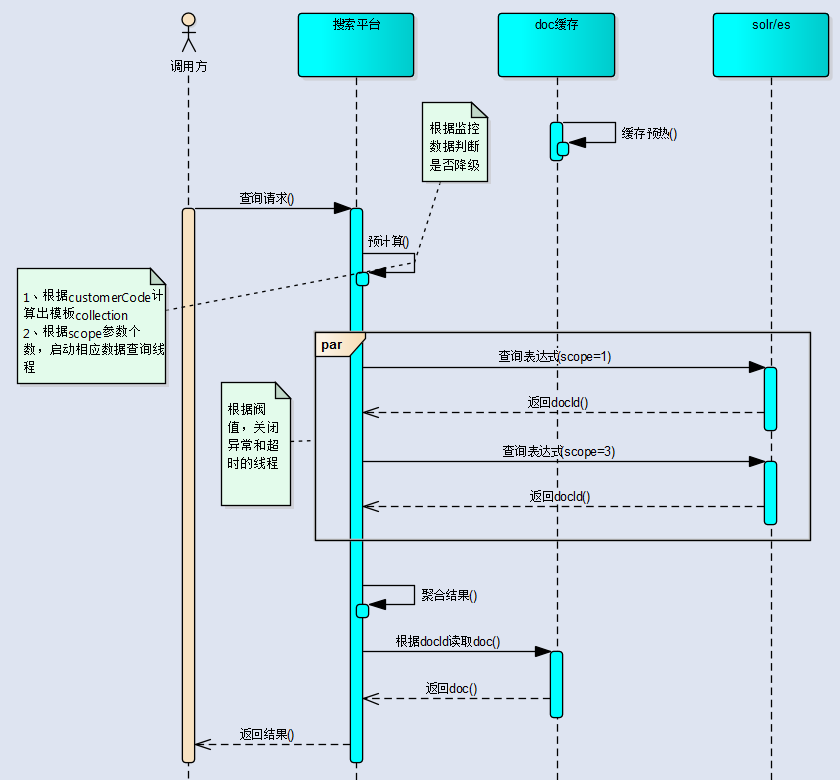 调用方
搜索平台
doc缓存
solr/es
根据监控
数据判断
是否降级
缓存预热()
查询请求()
预计算()
1、根据customerCode计
算出模板collection
2、根据scope参数个
数，启动相应数据查询线
程
par
查询表达式(scope=1)
返回docId()
根据阀
值，关闭
异常和超
时的线程
查询表达式(scope=3)
返回docId()
聚合结果()
根据docId读取doc()
返回doc()
返回结果()